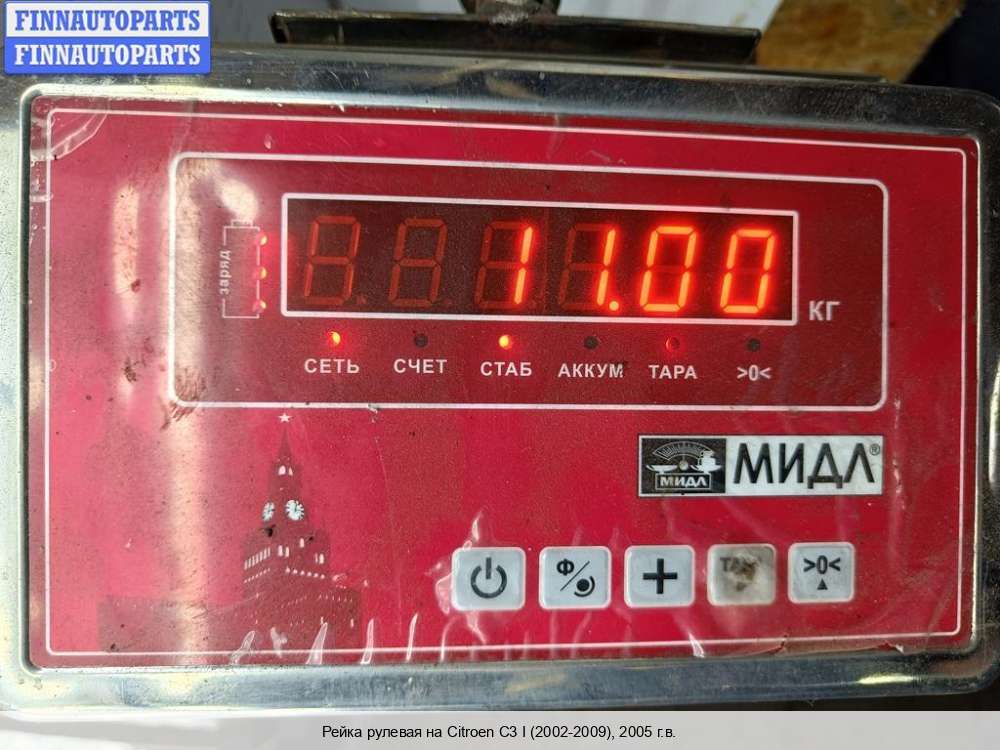 FINNAUTOPARTS
FINNAUTOPARTS
заряд
11.00
КГ
СЕТЬ СЧЕТ СТАБ АККУМ ТАРА >0<
МИДЛ МИДЛ®
Ф >0<
Рейка рулевая на Citroen C3 I (2002-2009), 2005 г.в.